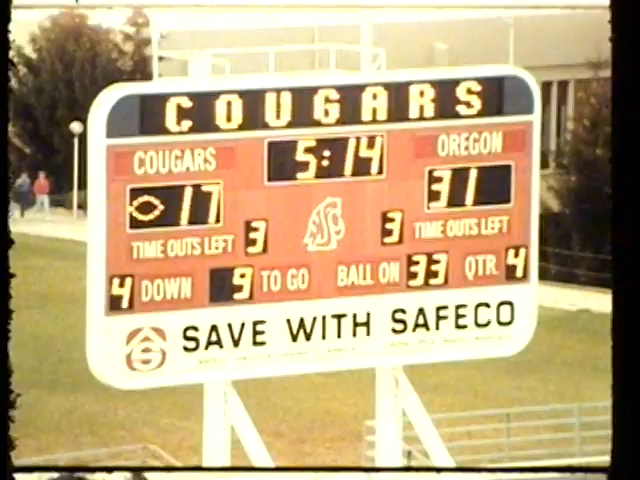 COUGARS
COUGARS 5:14 OREGON
17 31
TIME OUTS LEFT 3 3 TIME OUTS LEFT
4 DOWN 9 TO GO BALL ON 33 QTR. 4
SAVE WITH SAFECO